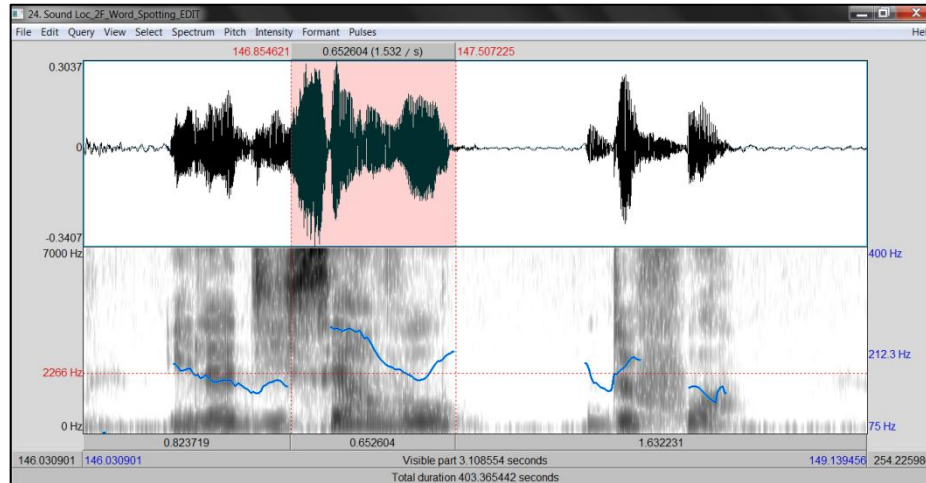 24. Sound Loc_2F_Word_Spotting_EDIT
File Edit Query View Select Spectrum Pitch Intensity Formant Pulses Hel
146.854621 0.652604 (1.532 / s) 147.507225
0.3037
0
-0.3407
7000 Hz 400 Hz
212.3 Hz
2266 Hz
0 Hz 75 Hz
0.823719 0.652604 1.632231
146.030901 146.030901 Visible part 3.108554 seconds 149.139456 254.225986
Total duration 403.365442 seconds